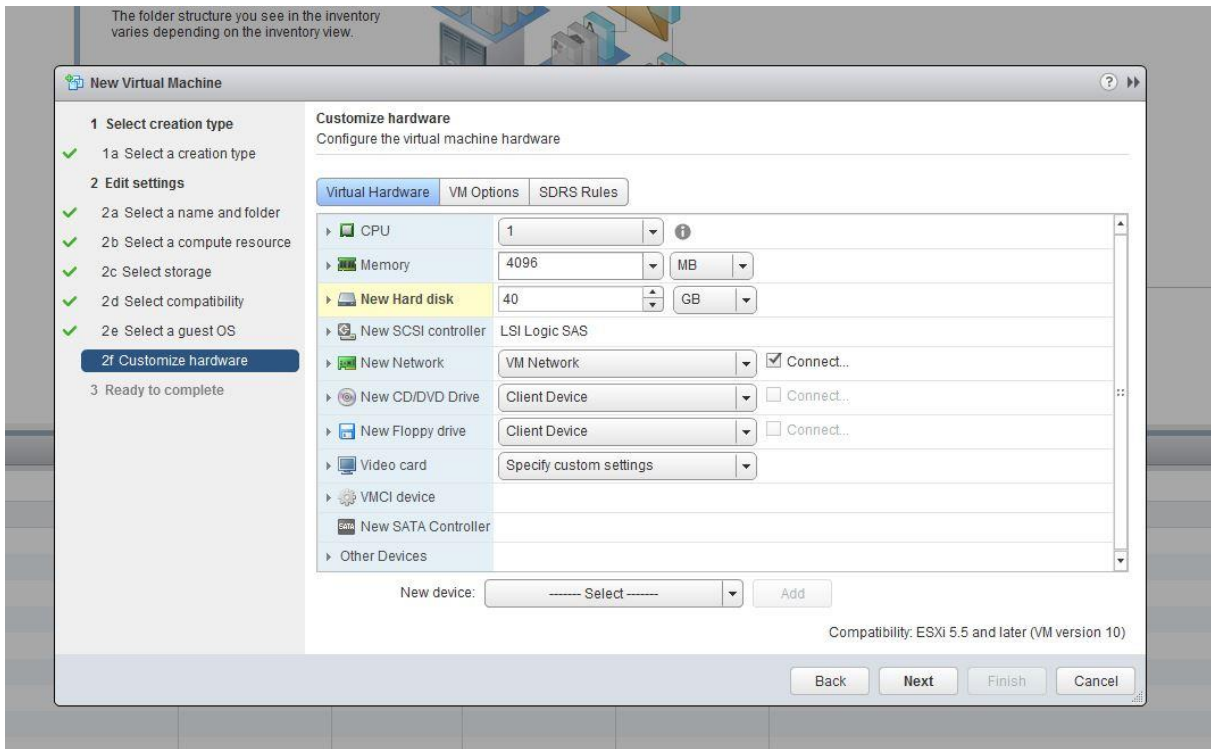 The folder structure you see in the inventory
varies depending on the inventory view.
New Virtual Machine
?
1 Select creation type
1a Select a creation type
2 Edit settings
2a Select a name and folder
2b Select a compute resource
2c Select storage
2d Select compatibility
2e Select a guest OS
2f Customize hardware
3 Ready to complete
Customize hardware
Configure the virtual machine hardware
Virtual Hardware VM Options SDRS Rules
CPU 1
Memory 4096 MB
New Hard disk 40 GB
New SCSI controller LSI Logic SAS
New Network VM Network Connect...
New CD/DVD Drive Client Device Connect...
New Floppy drive Client Device Connect...
Video card Specify custom settings
VMCI device
SATA New SATA Controller
Other Devices
New device: ------- Select ------- Add
Compatibility: ESXi 5.5 and later (VM version 10)
Back Next Finish Cancel